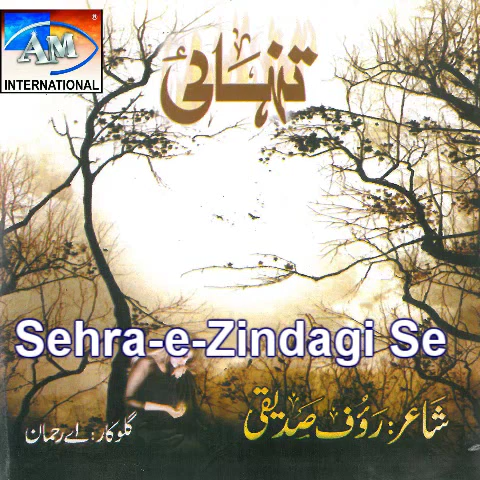 AM
®
INTERNATIONAL
تنہائی
Sehra-e-Zindagi Se
شاعر: رؤف صدیقی
گلوکار: اے رحمان